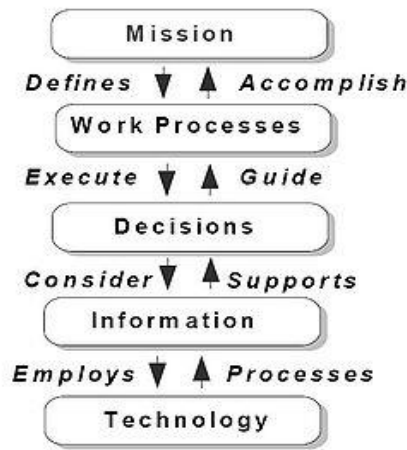 Mission
Defines Accomplish
Work Processes
Execute Guide
Decisions
Consider Supports
Information
Employs Processes
Technology